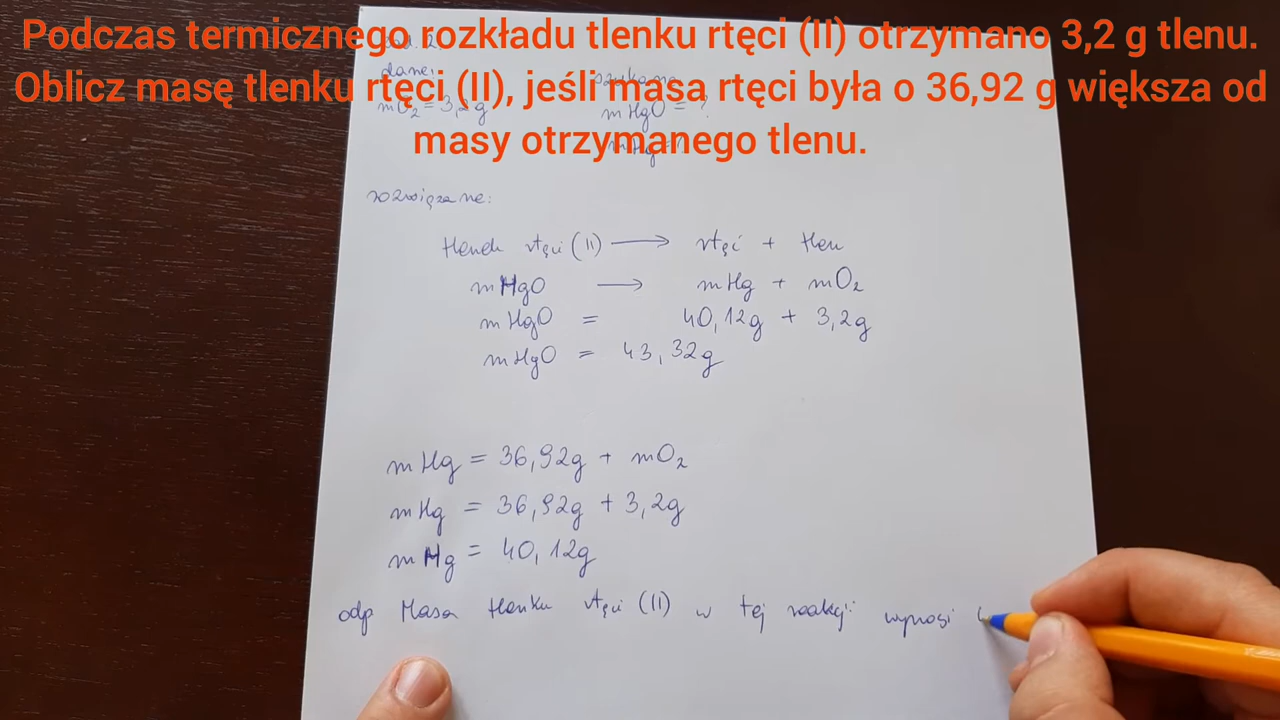 Podczas termicznego rozkładu tlenku rtęci (II) otrzymano 3,2 g tlenu.
Oblicz masę tlenku rtęci (II), jeśli masa rtęci była o 36,92 g większa od
masy otrzymanego tlenu.
dane:
szukane
mO₂ = 3,2g
mHgO = ?
mHg = ?
rozwiązane:
tlenek rtęci (II) → rtęć + tlen
mHgO → mHg + mO₂
mHgO = 40,12g + 3,2g
mHgO = 43,32g
mHg = 36,92g + mO₂
mHg = 36,92g + 3,2g
mHg = 40,12g
odp Masa tlenku rtęci (II) w tej reakcji wynosi